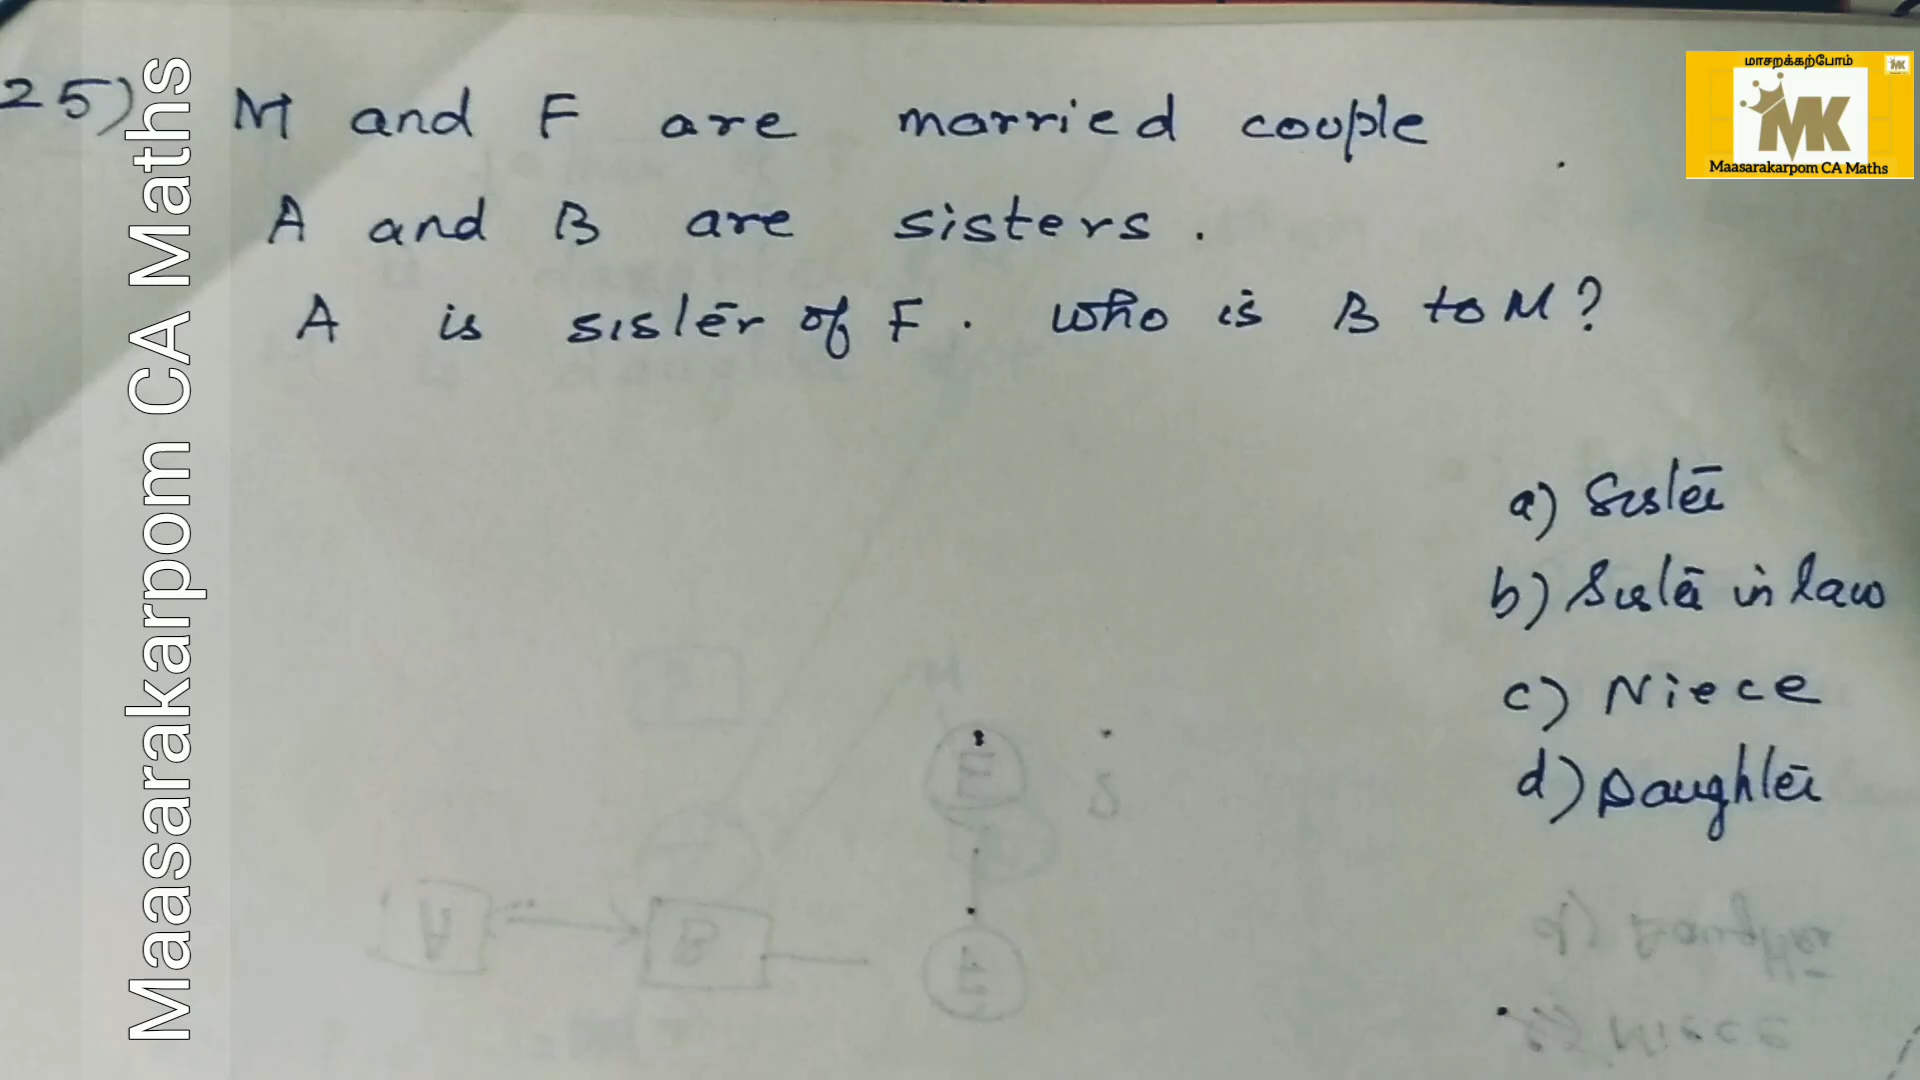 25) M and F are married couple
A and B are sisters.
A is sister of F. Who is B to M?
a) Sister
b) Sister in law
c) Niece
d) Daughter
Maasarakarpom CA Maths
மாசறக்கற்போம்
MK
Maasarakarpom CA Maths